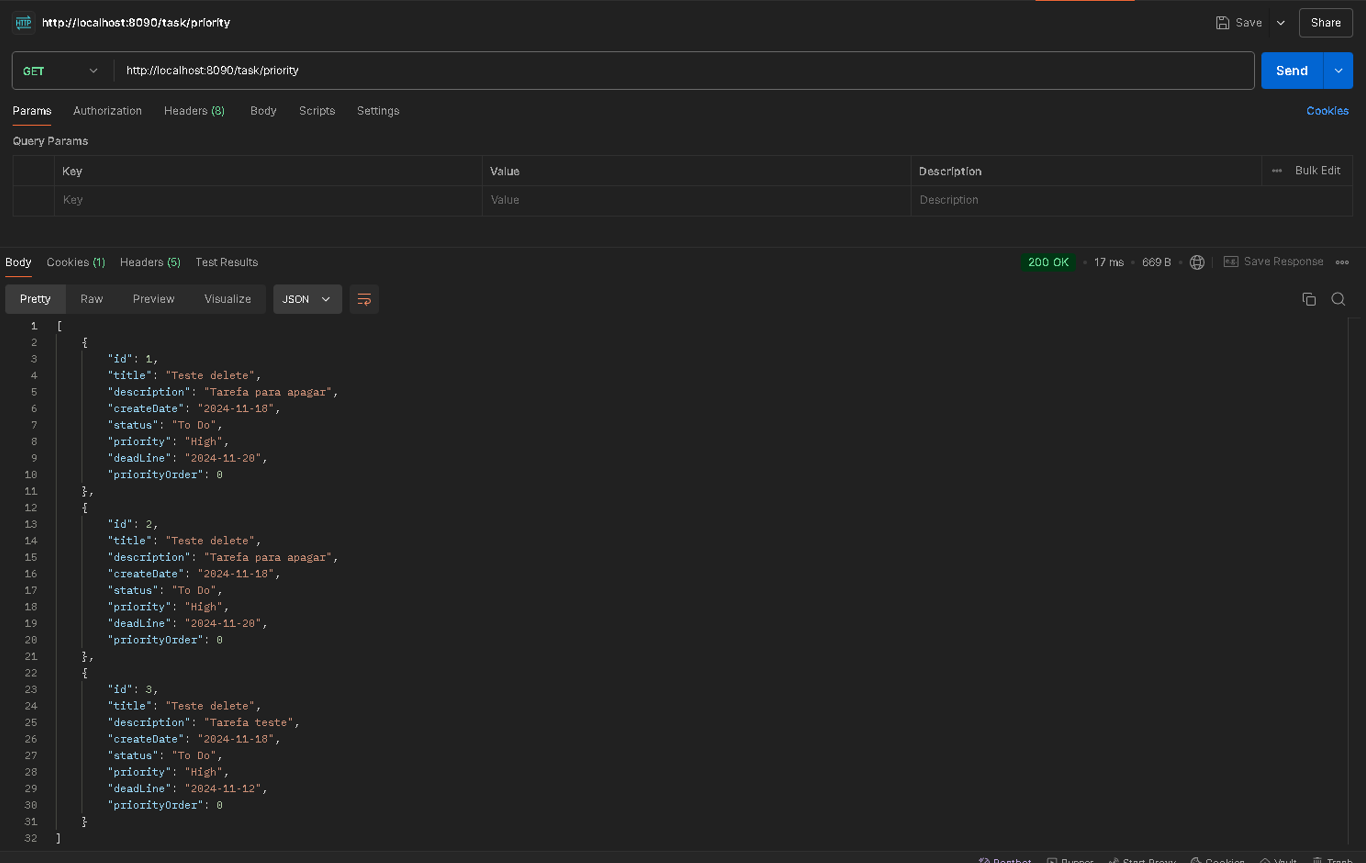 HTTP http://localhost:8090/task/priority Save Share
GET http://localhost:8090/task/priority Send
Params Authorization Headers (8) Body Scripts Settings Cookies
Query Params
Key Value Description Bulk Edit
Key Value Description
Body Cookies (1) Headers (5) Test Results 200 OK • 17 ms • 669 B • Save Response
Pretty Raw Preview Visualize JSON
1 [
2 {
3 "id": 1,
4 "title": "Teste delete",
5 "description": "Tarefa para apagar",
6 "createDate": "2024-11-18",
7 "status": "To Do",
8 "priority": "High",
9 "deadLine": "2024-11-20",
10 "priorityOrder": 0
11 },
12 {
13 "id": 2,
14 "title": "Teste delete",
15 "description": "Tarefa para apagar",
16 "createDate": "2024-11-18",
17 "status": "To Do",
18 "priority": "High",
19 "deadLine": "2024-11-20",
20 "priorityOrder": 0
21 },
22 {
23 "id": 3,
24 "title": "Teste delete",
25 "description": "Tarefa teste",
26 "createDate": "2024-11-18",
27 "status": "To Do",
28 "priority": "High",
29 "deadLine": "2024-11-12",
30 "priorityOrder": 0
31 }
32 ]
Postbot Runner Start Proxy Cookies Vault Trash